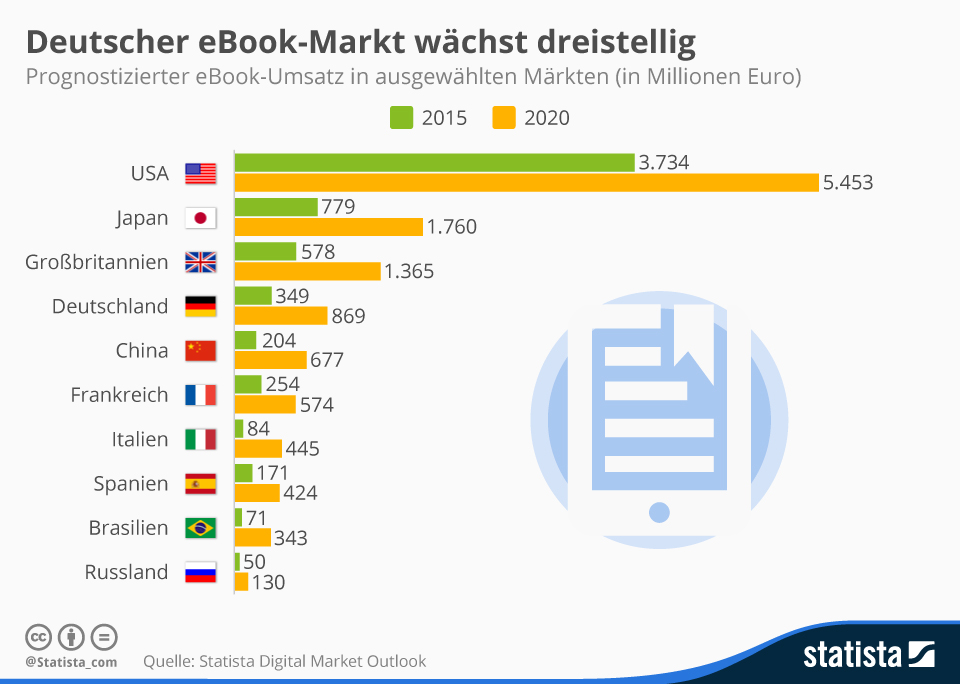 Deutscher eBook-Markt wächst dreistellig
Prognostizierter eBook-Umsatz in ausgewählten Märkten (in Millionen Euro)
2015 2020
USA 3.734
5.453
Japan 779
1.760
Großbritannien 578
1.365
Deutschland 349
869
China 204
677
Frankreich 254
574
Italien 84
445
Spanien 171
424
Brasilien 71
343
Russland 50
130
cc
@Statista_com Quelle: Statista Digital Market Outlook
statista